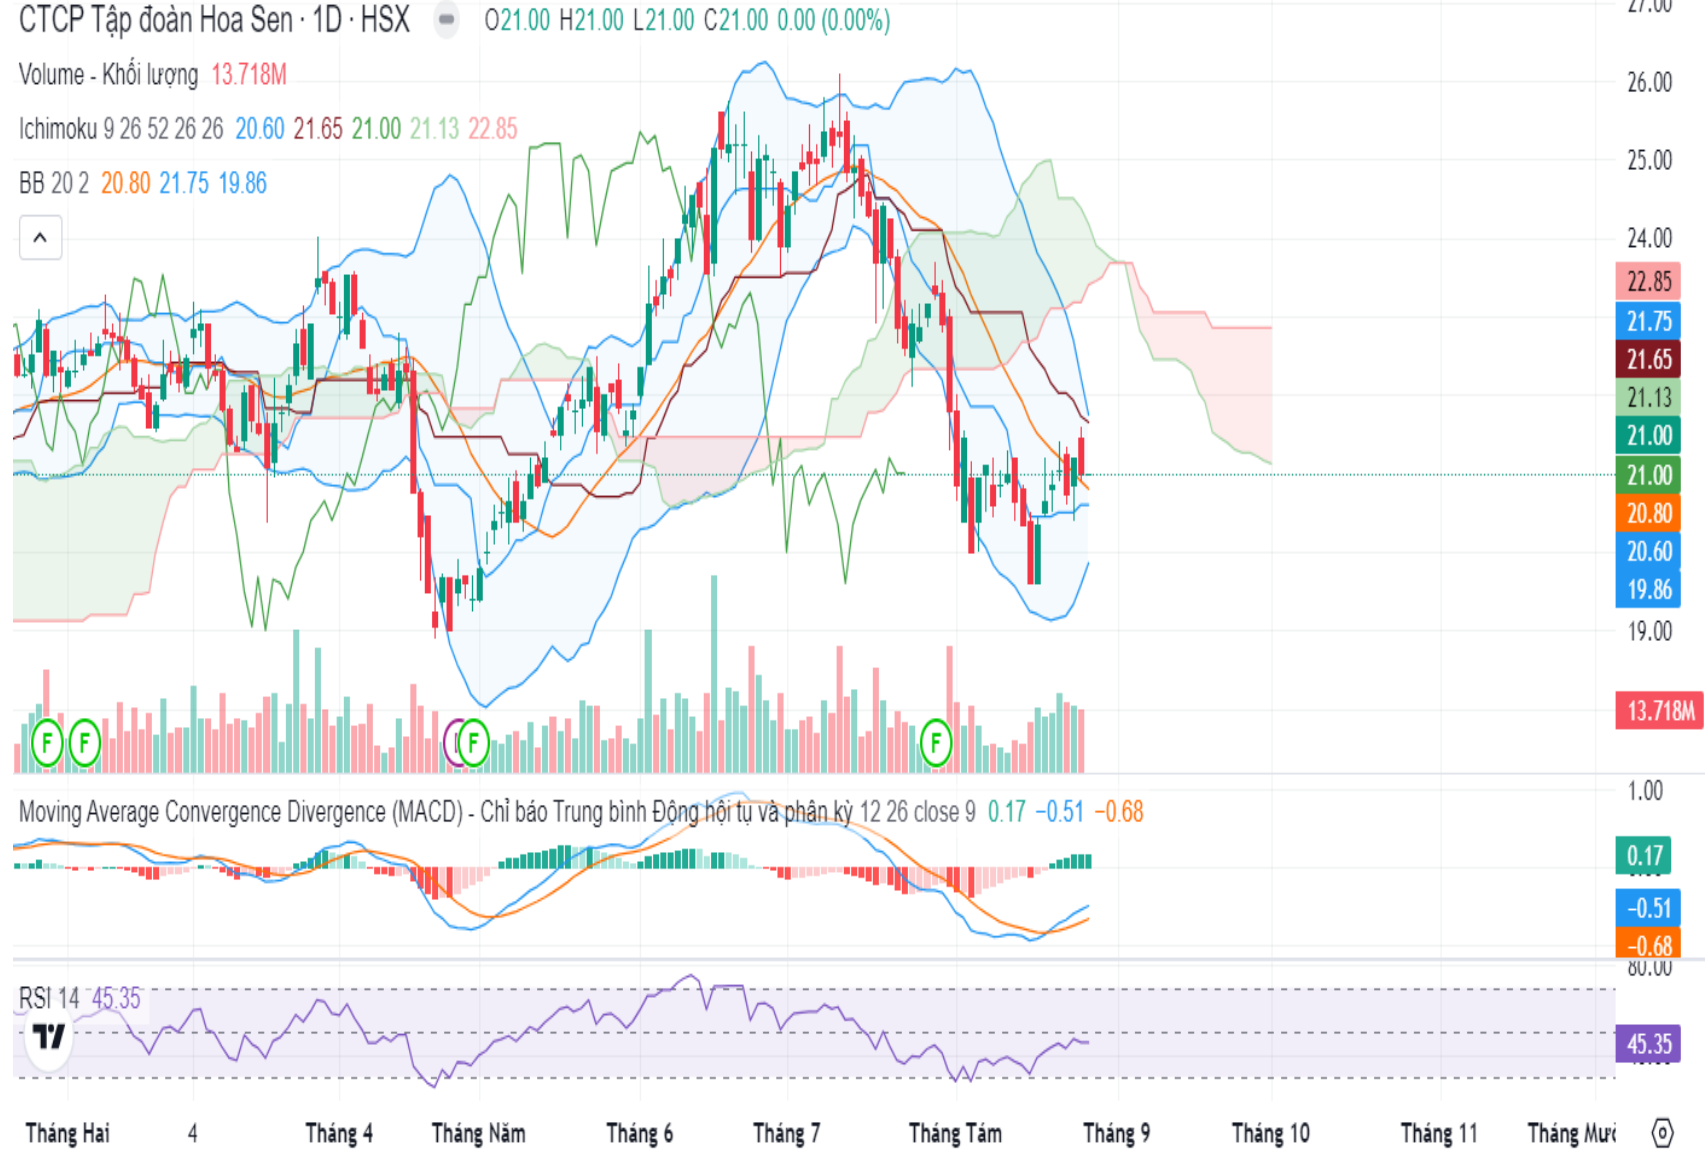 CTCP Tập đoàn Hoa Sen · 1D · HSX O21.00 H21.00 L21.00 C21.00 0.00 (0.00%)
Volume - Khối lượng 13.718M
Ichimoku 9 26 52 26 26 20.60 21.65 21.00 21.13 22.85
BB 20 2 20.80 21.75 19.86
27.00
26.00
25.00
24.00
22.85
21.75
21.65
21.13
21.00
21.00
20.80
20.60
19.86
19.00
13.718M
F F F F
Moving Average Convergence Divergence (MACD) - Chỉ báo Trung bình Động hội tụ và phân kỳ 12 26 close 9 0.17 −0.51 −0.68
1.00
0.17
−0.51
−0.68
80.00
RSI 14 45.35
45.35
Tháng Hai 4 Tháng 4 Tháng Năm Tháng 6 Tháng 7 Tháng Tám Tháng 9 Tháng 10 Tháng 11 Tháng